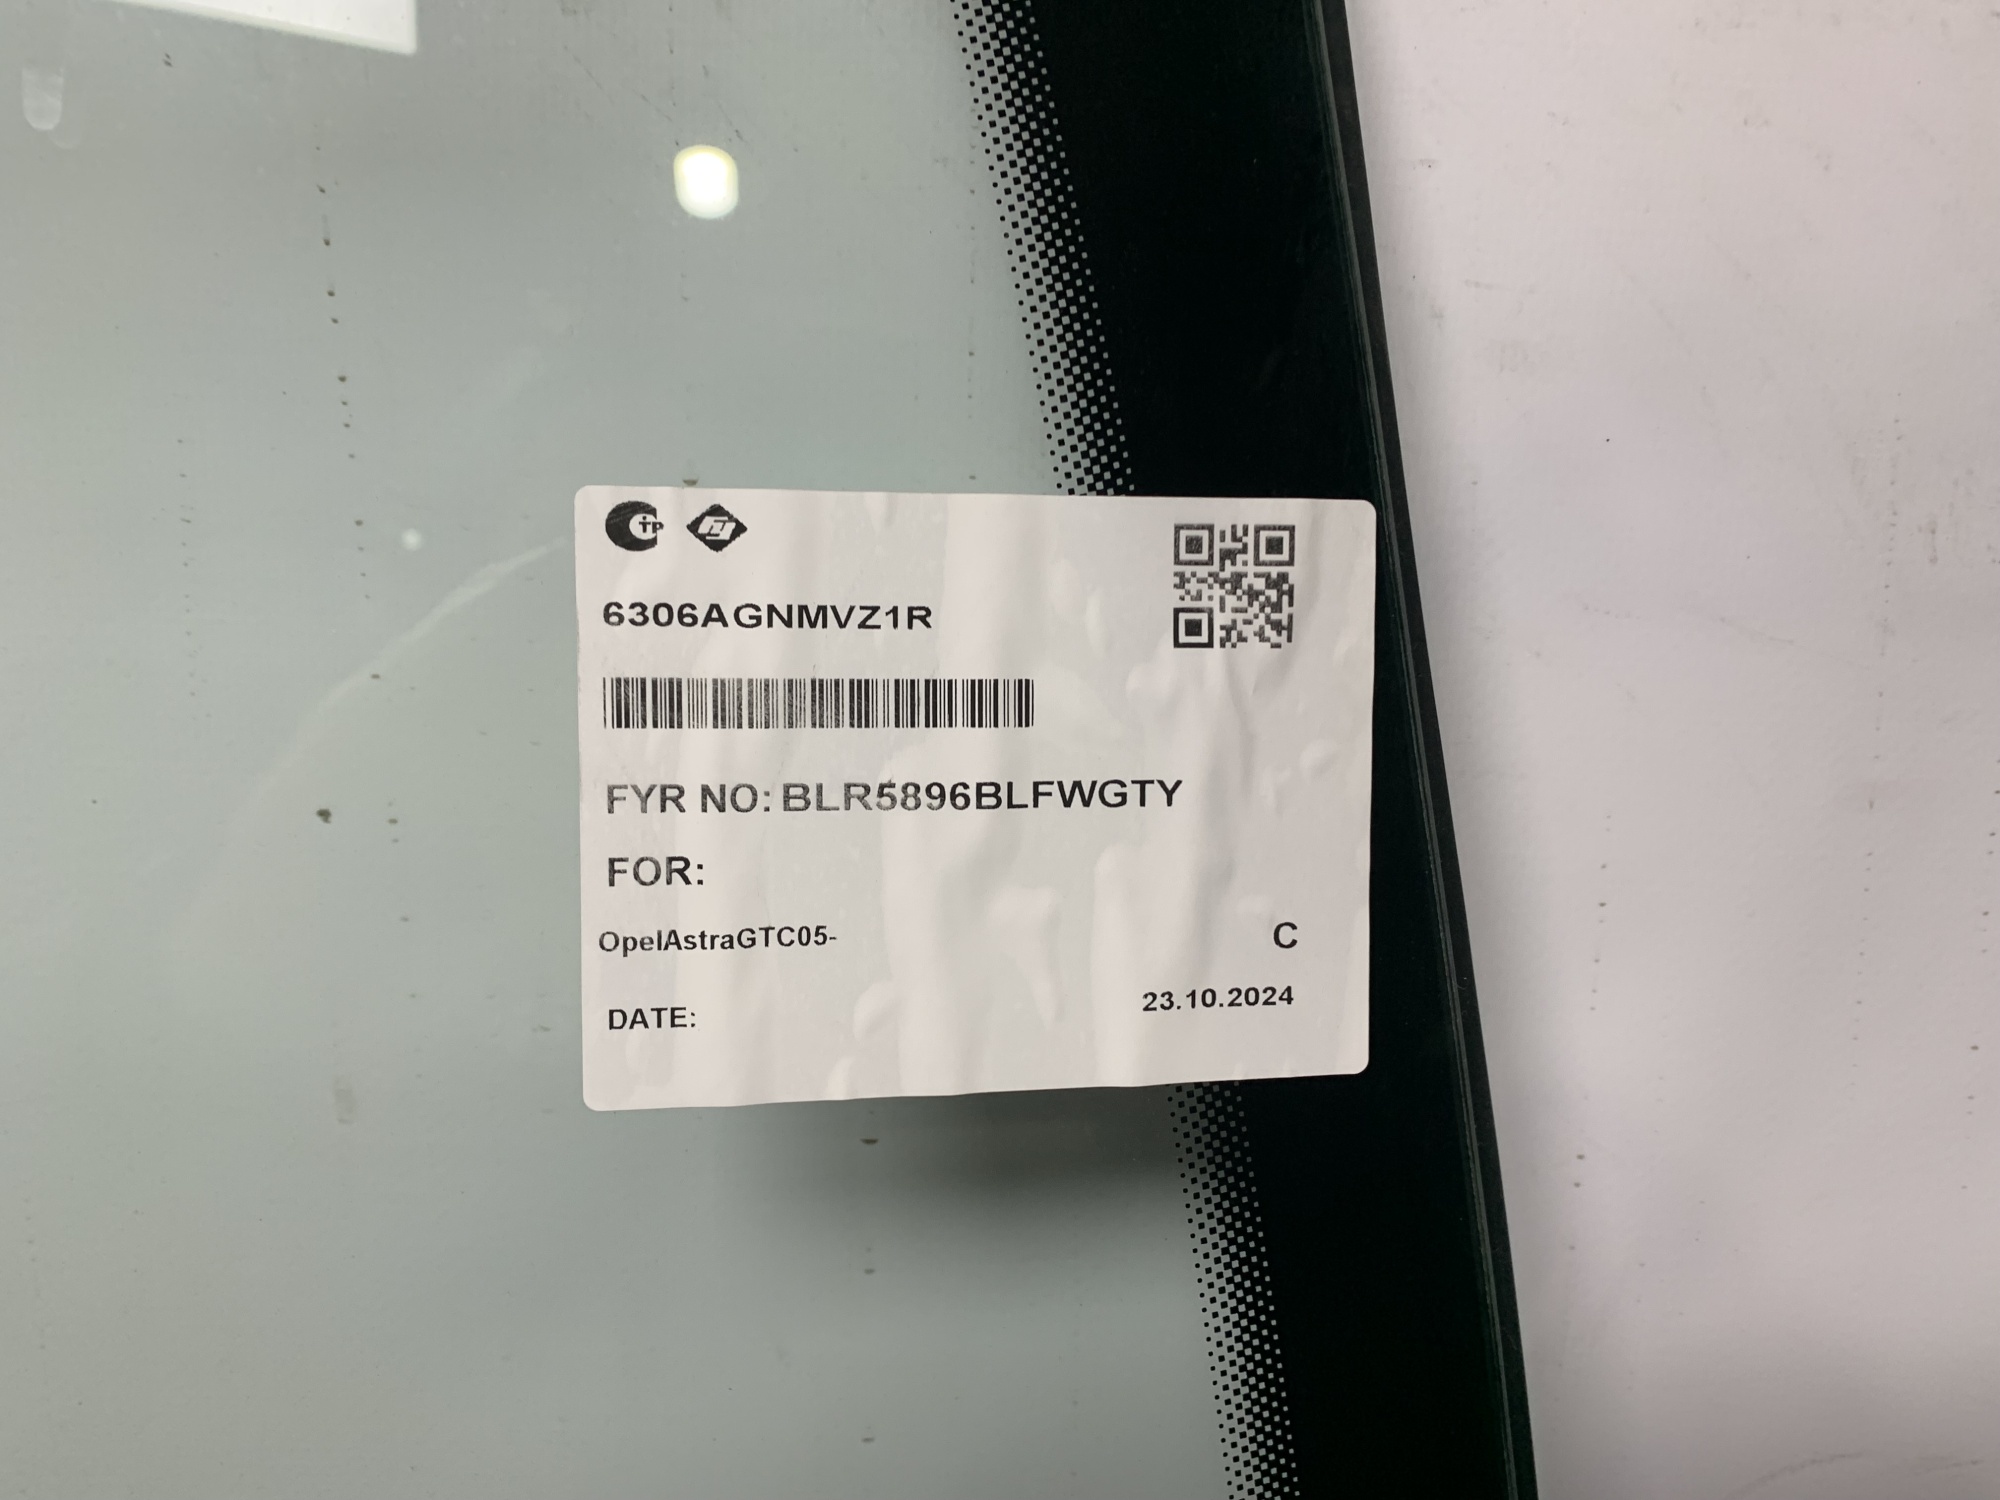 6306AGNMVZ1R
FYR NO: BLR5896BLFWGTY
FOR:
OpelAstraGTC05-
C
DATE:
23.10.2024